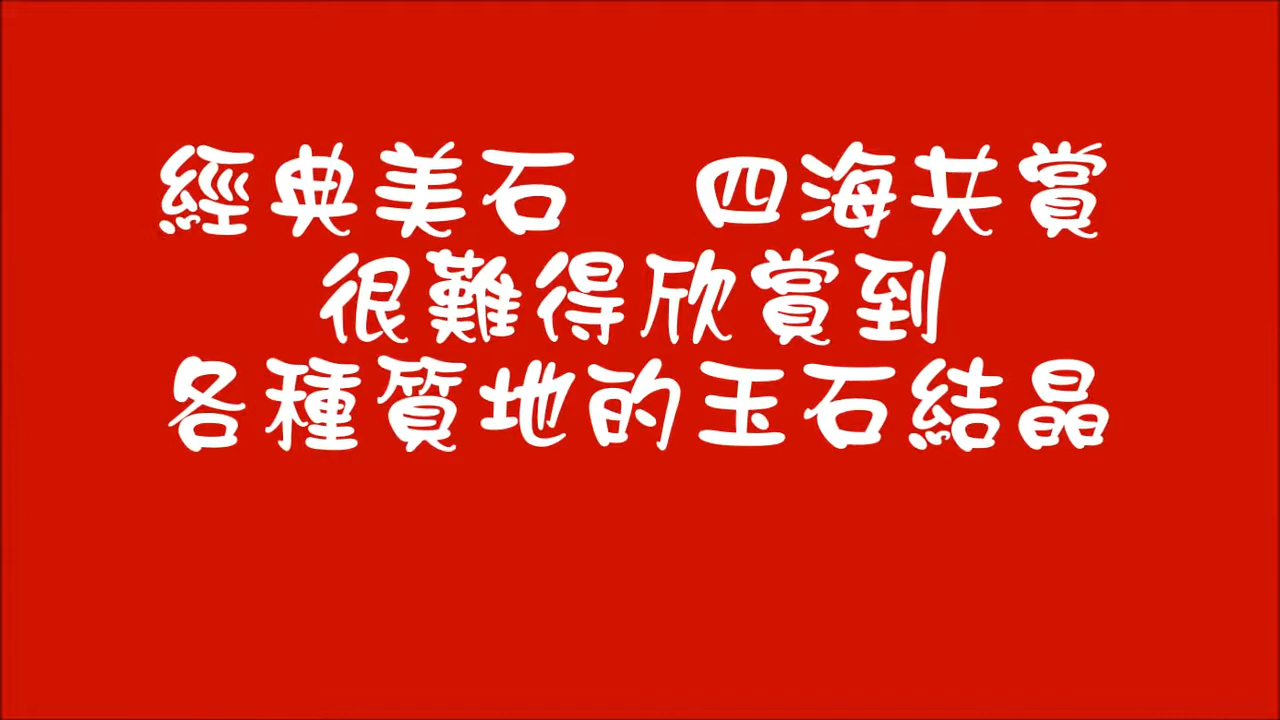 經典美石　四海共賞
很難得欣賞到
各種質地的玉石結晶